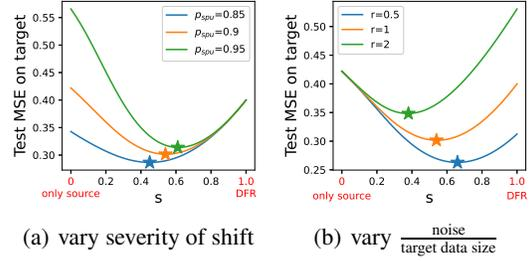 Test MSE on target
0.55
0.50
0.45
0.40
0.35
0.30
p_spu=0.85
p_spu=0.9
p_spu=0.95
0 0.2 0.4 0.6 0.8 1.0
only source s DFR
(a) vary severity of shift
Test MSE on target
0.50
0.45
0.40
0.35
0.30
0.25
r=0.5
r=1
r=2
0 0.2 0.4 0.6 0.8 1.0
only source s DFR
(b) vary noise
target data size